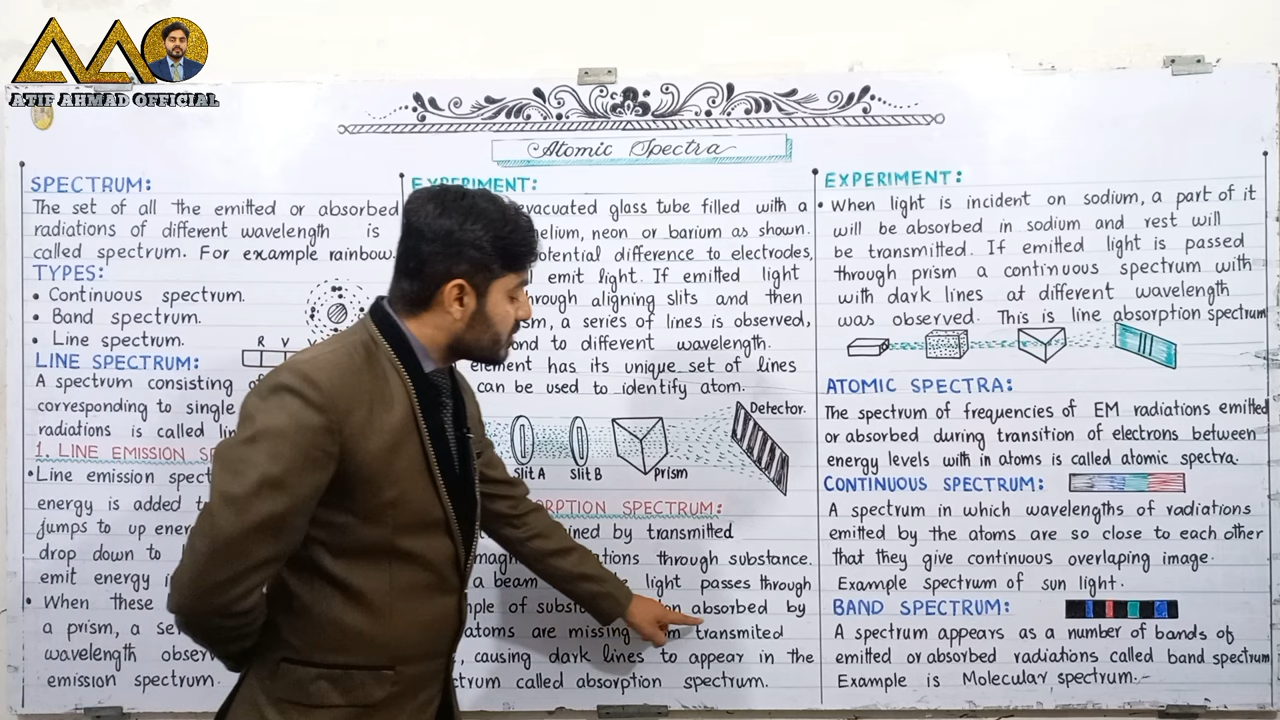 ATIF AHMAD OFFICIAL
Atomic Spectra
SPECTRUM:
The set of all the emitted or absorbed
radiations of different wavelength is
called spectrum. For example rainbow.
TYPES:
• Continuous spectrum.
• Band spectrum.
• Line spectrum.
R V
LINE SPECTRUM:
A spectrum consisting
corresponding to single
radiations is called
1. LINE EMISSION
• Line emission
energy is added
jumps to up
drop down to
emit energy
• When these
a prism, a
wavelength
emission spectrum.
EXPERIMENT:
evacuated glass tube filled with a
neon or barium as shown.
potential difference to electrodes,
emit light. If emitted light
through aligning slits and then
a series of lines is observed,
to different wavelength.
element has its unique set of lines
can be used to identify atom.
Slit A Slit B Prism Detector.
SPECTRUM:
by transmitted
through substance.
a beam light passes through
of absorbed by
atoms are missing transmited
causing dark lines to appear in the
called absorption spectrum.
EXPERIMENT:
• When light is incident on sodium, a part of it
will be absorbed in sodium and rest will
be transmitted. If emitted light is passed
through prism a continuous spectrum with
with dark lines at different wavelength
was observed. This is line absorption spectrum
ATOMIC SPECTRA:
The spectrum of frequencies of EM radiations emitted
or absorbed during transition of electrons between
energy levels with in atoms is called atomic spectra.
CONTINUOUS SPECTRUM:
A spectrum in which wavelengths of radiations
emitted by the atoms are so close to each other
that they give continuous overlaping image.
Example spectrum of sun light.
BAND SPECTRUM:
A spectrum appears as a number of bands of
emitted or absorbed radiations called band spectrum
Example is Molecular spectrum.-